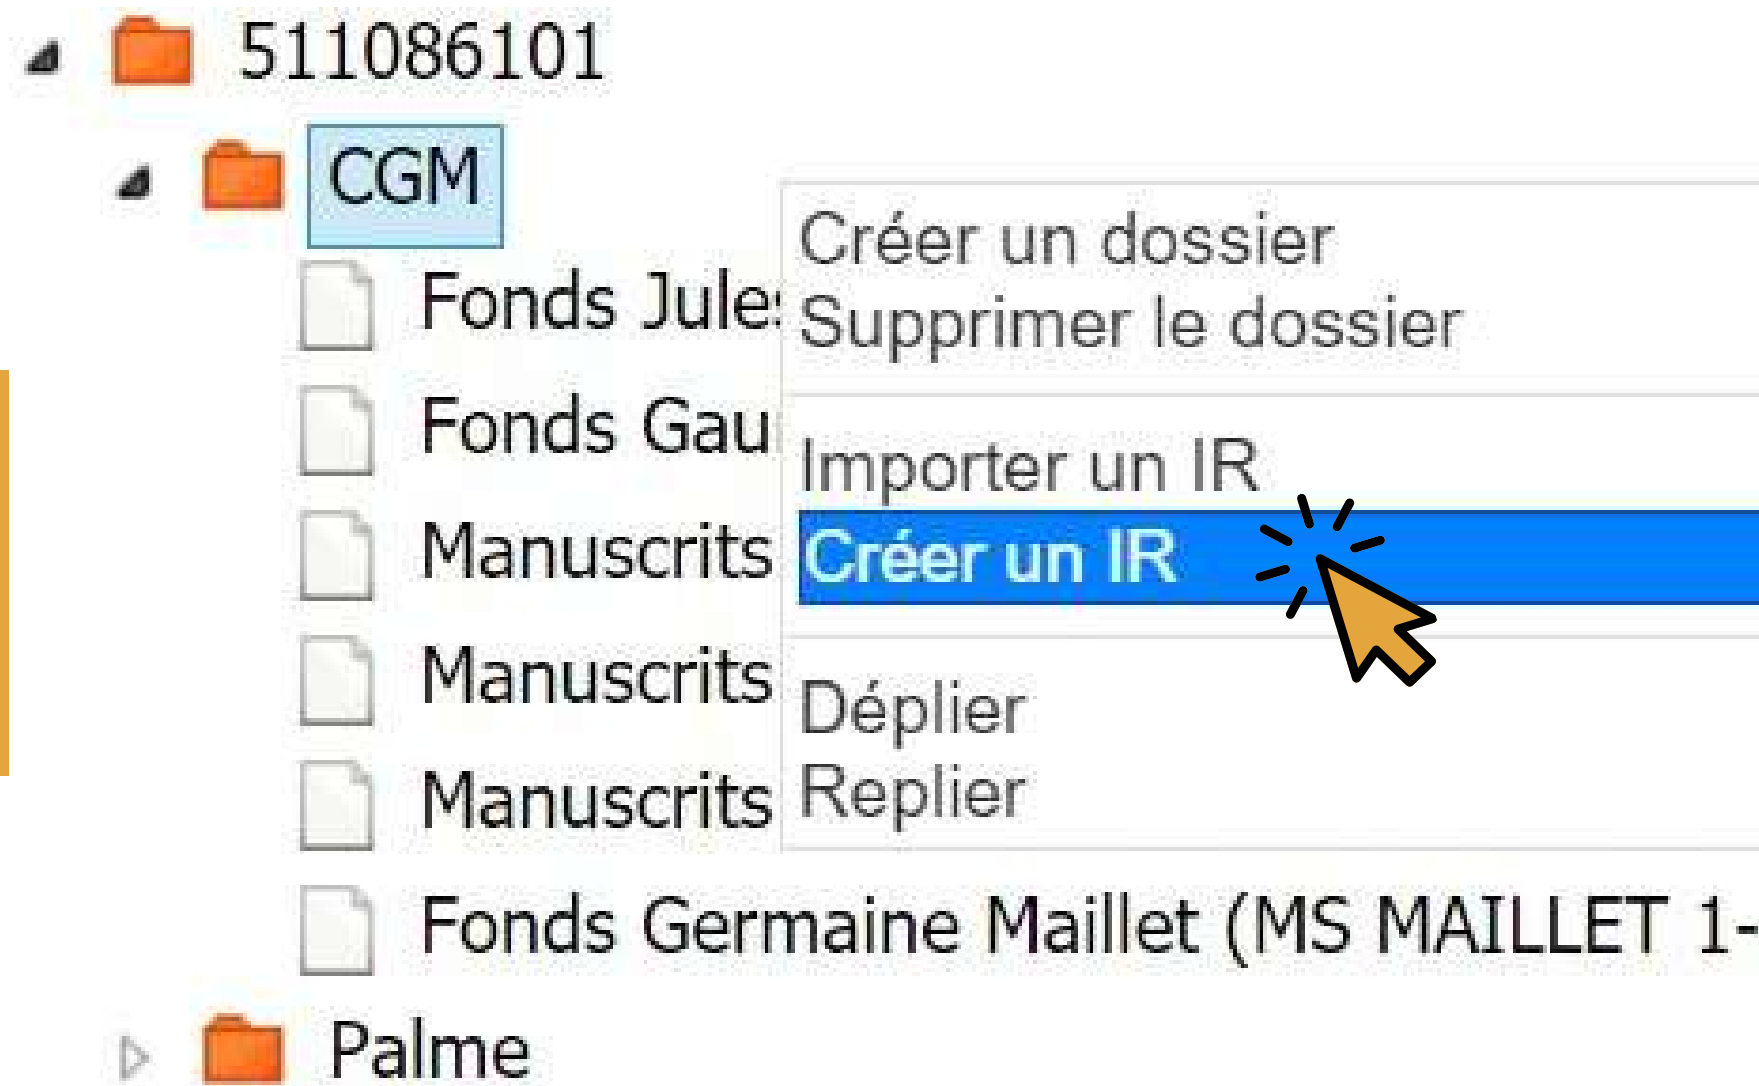 511086101
CGM
Créer un dossier
Fonds Jules
Supprimer le dossier
Fonds Gau
Importer un IR
Manuscrits
Créer un IR
Manuscrits
Déplier
Manuscrits
Replier
Fonds Germaine Maillet (MS MAILLET 1-
Palme